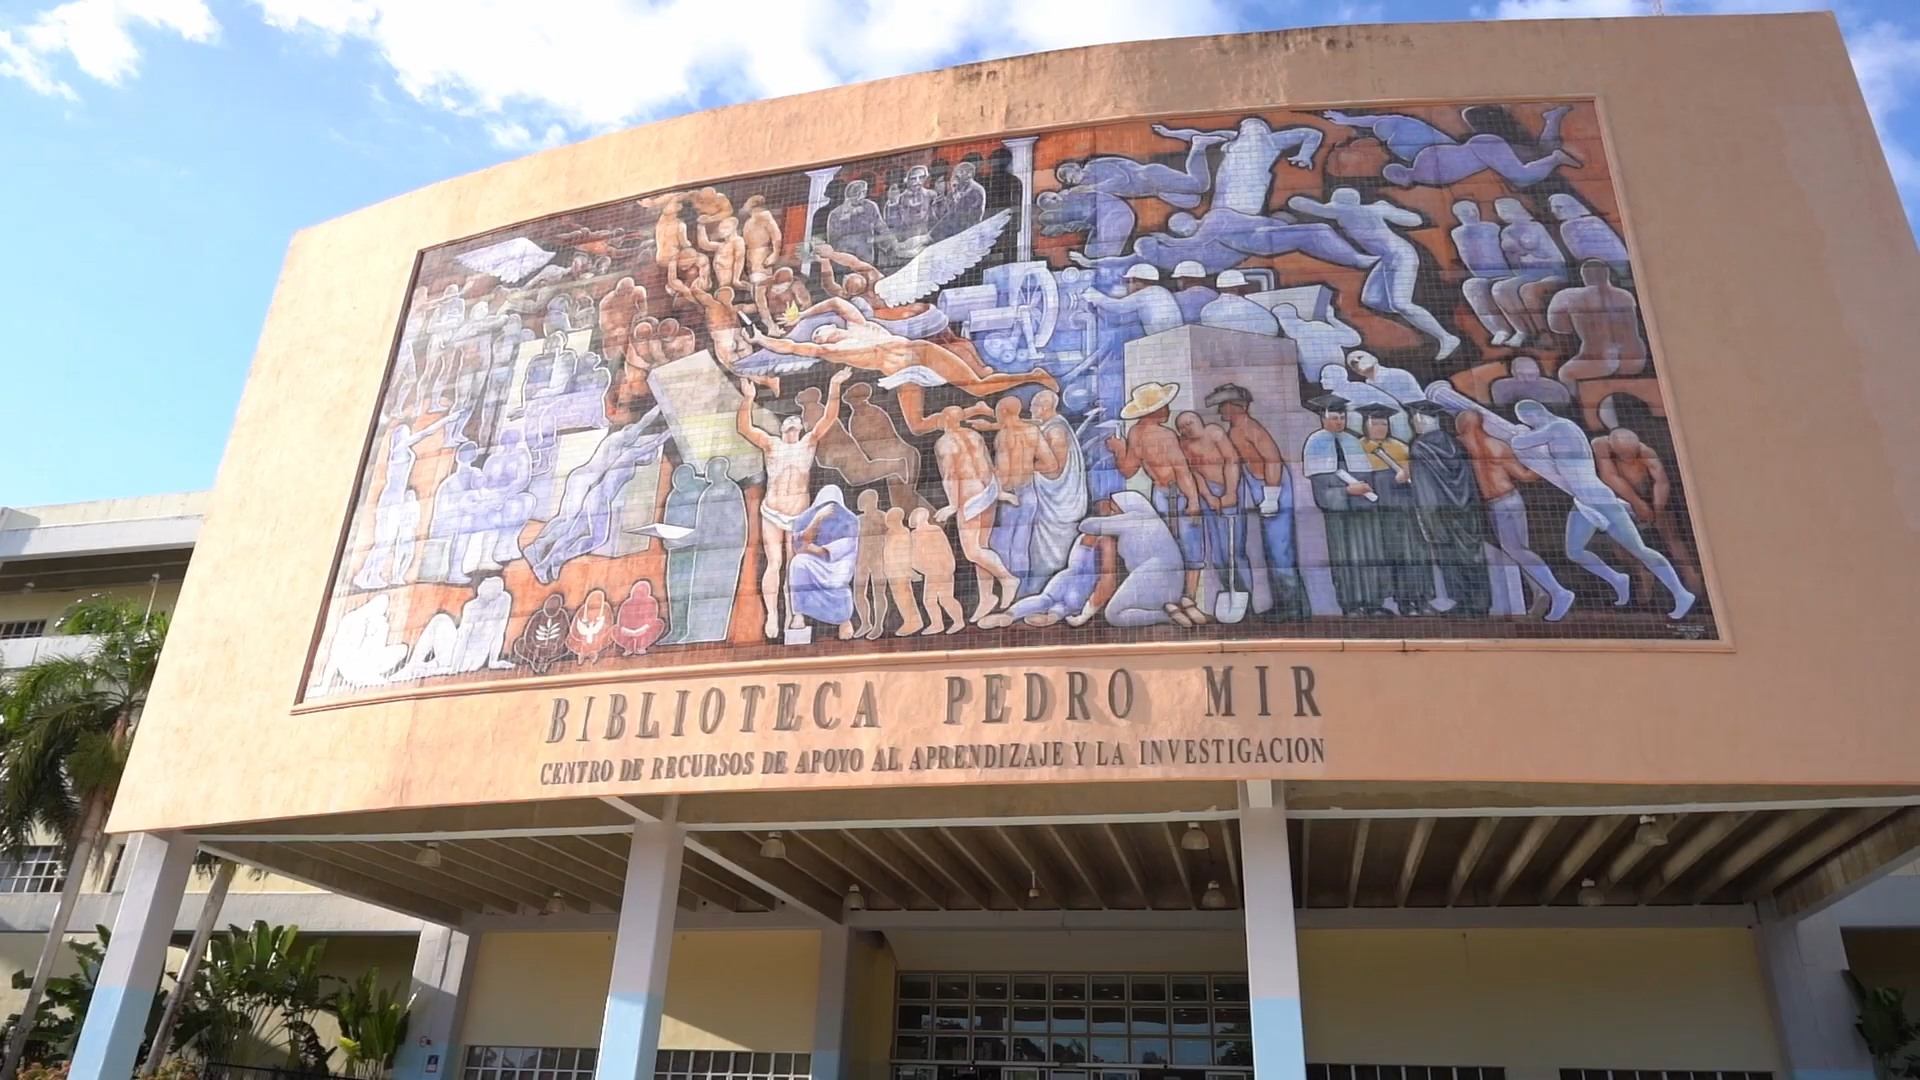 BIBLIOTECA PEDRO MIR
CENTRO DE RECURSOS DE APOYO AL APRENDIZAJE Y LA INVESTIGACION